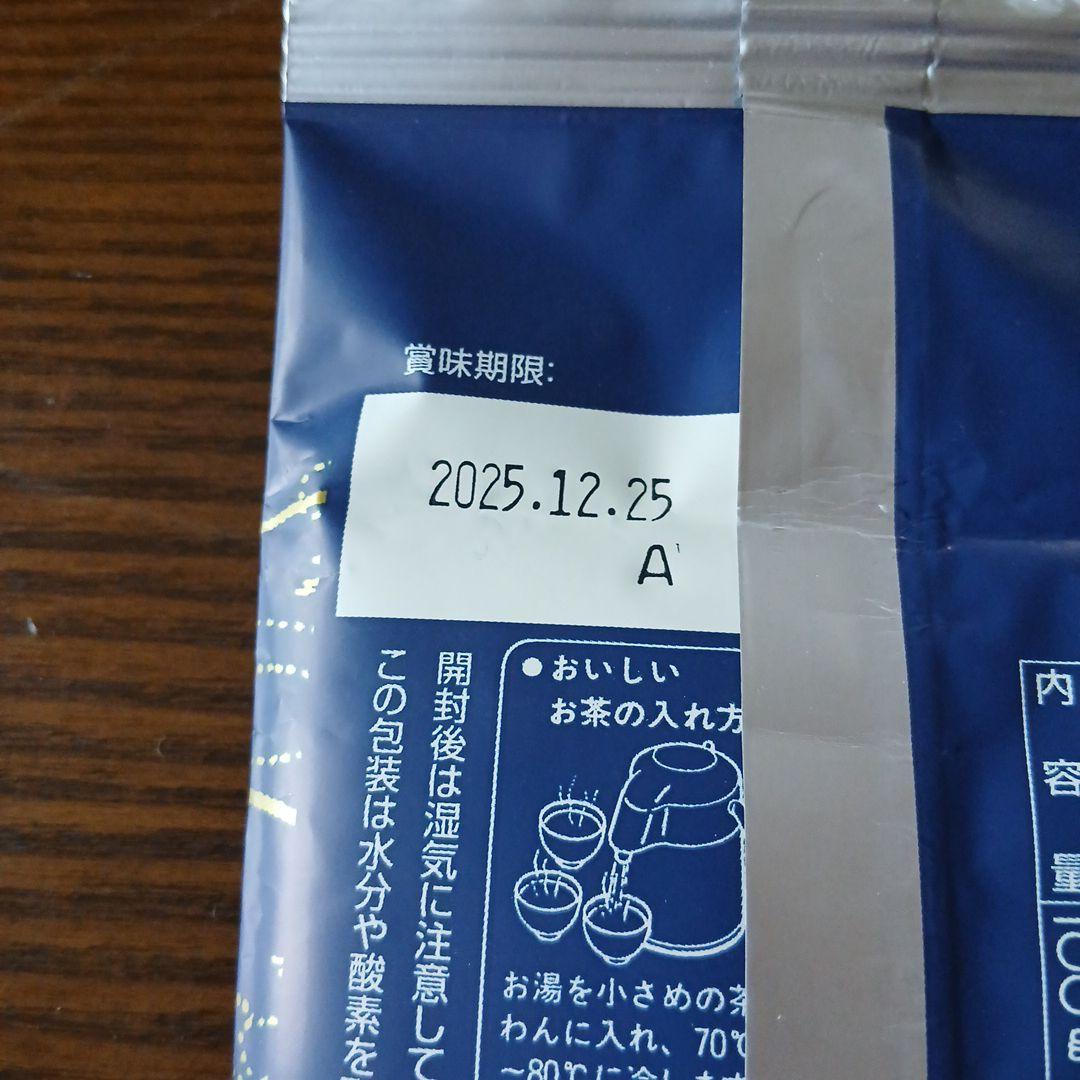 賞味期限:
2025.12.25
A
開封後は湿気に注意して
この包装は水分や酸素を
●おいしい
お茶の入れ方
お湯を小さめの茶
わんに入れ、70℃
~80℃に冷し
内容量
100g